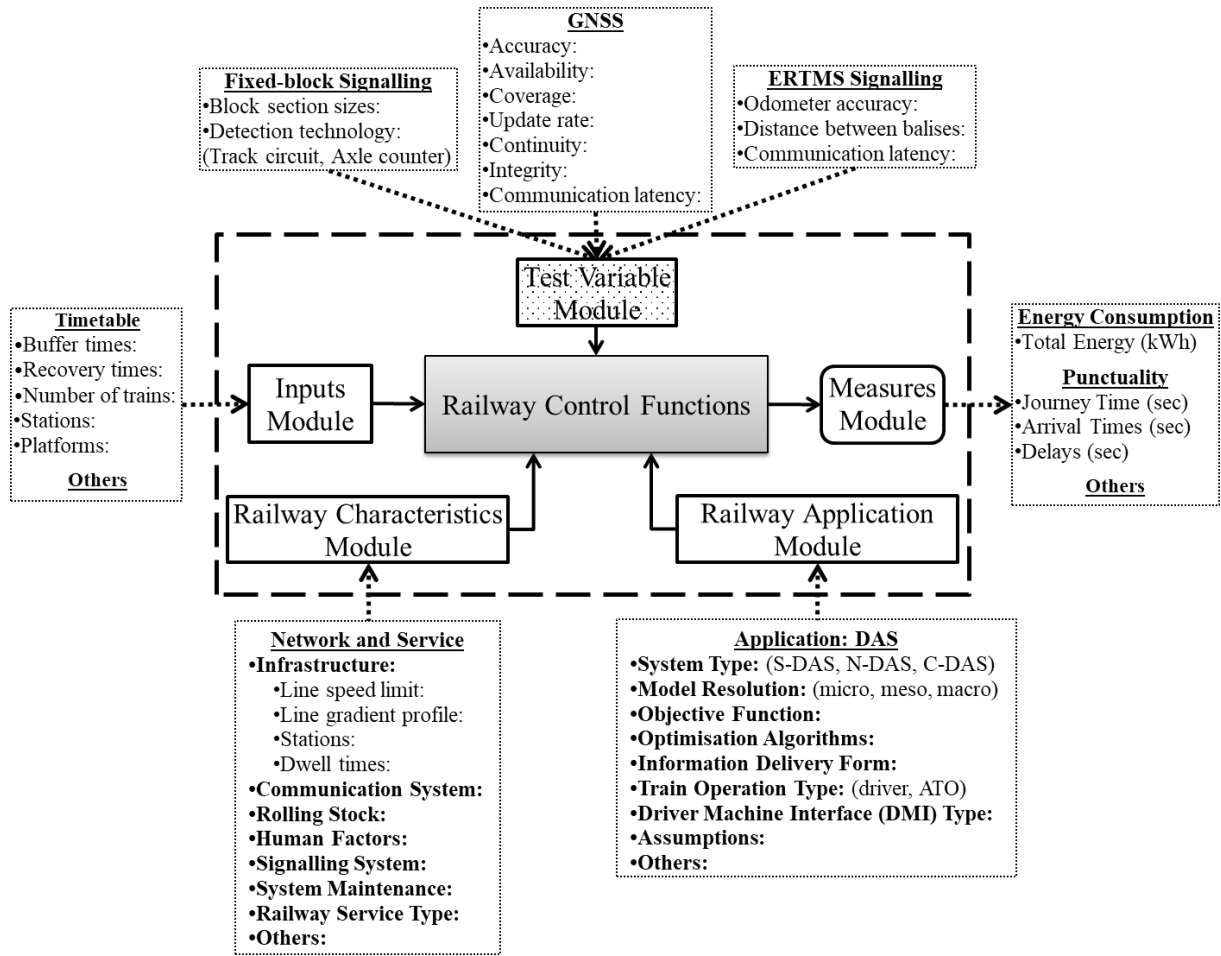 GNSS
•Accuracy:
•Availability:
•Coverage:
•Update rate:
•Continuity:
•Integrity:
•Communication latency:
Fixed-block Signalling
•Block section sizes:
•Detection technology:
(Track circuit, Axle counter)
ERTMS Signalling
•Odometer accuracy:
•Distance between balises:
•Communication latency:
Test Variable
Module
Timetable
•Buffer times:
•Recovery times:
•Number of trains:
•Stations:
•Platforms:
Others
Inputs
Module
Railway Control Functions
Measures
Module
Energy Consumption
•Total Energy (kWh)
Punctuality
•Journey Time (sec)
•Arrival Times (sec)
•Delays (sec)
Others
Railway Characteristics
Module
Railway Application
Module
Network and Service
•Infrastructure:
•Line speed limit:
•Line gradient profile:
•Stations:
•Dwell times:
•Communication System:
•Rolling Stock:
•Human Factors:
•Signalling System:
•System Maintenance:
•Railway Service Type:
•Others:
Application: DAS
•System Type: (S-DAS, N-DAS, C-DAS)
•Model Resolution: (micro, meso, macro)
•Objective Function:
•Optimisation Algorithms:
•Information Delivery Form:
•Train Operation Type: (driver, ATO)
•Driver Machine Interface (DMI) Type:
•Assumptions:
•Others: